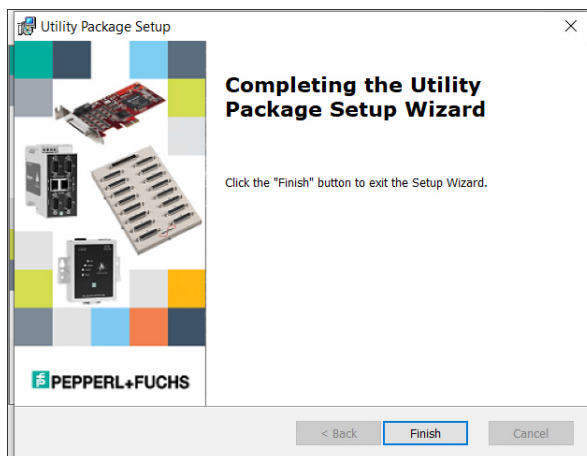 Utility Package Setup
Completing the Utility
Package Setup Wizard
Click the "Finish" button to exit the Setup Wizard.
PEPPERL+FUCHS
< Back
Finish
Cancel